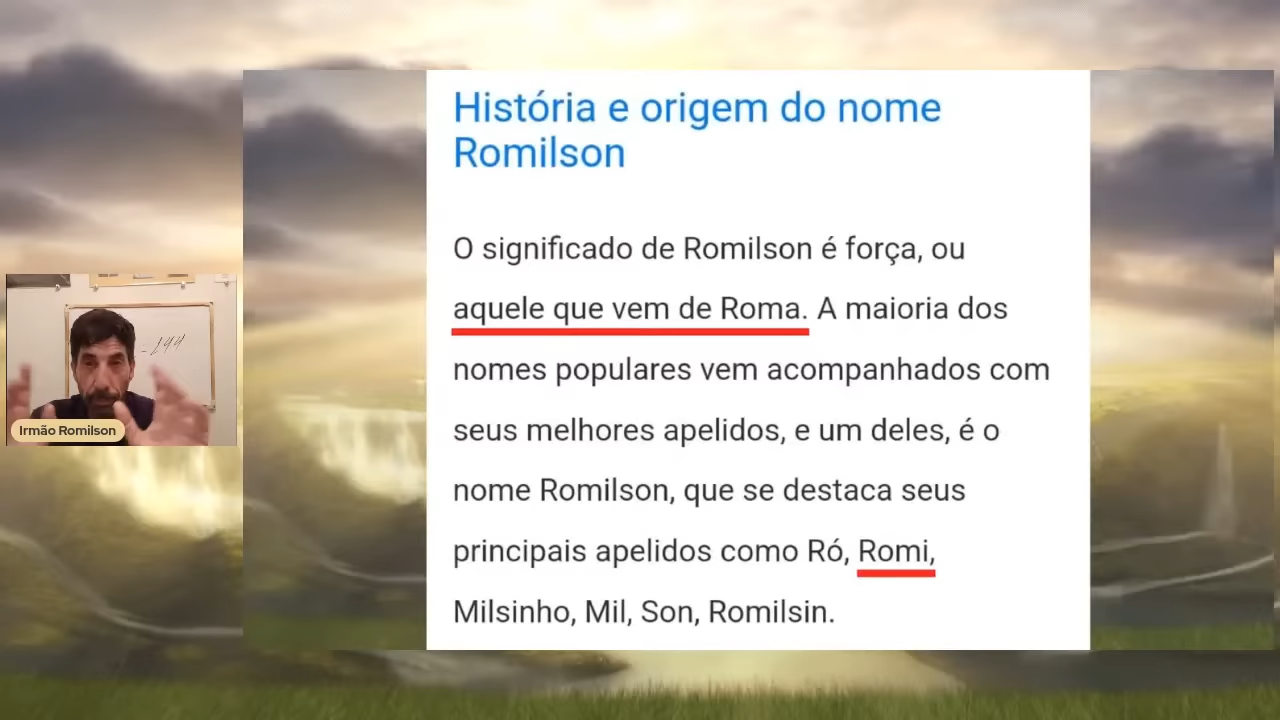 História e origem do nome
Romilson
O significado de Romilson é força, ou
aquele que vem de Roma. A maioria dos
nomes populares vem acompanhados com
seus melhores apelidos, e um deles, é o
nome Romilson, que se destaca seus
principais apelidos como Ró, Romi,
Milsinho, Mil, Son, Romilsin.
Irmão Romilson